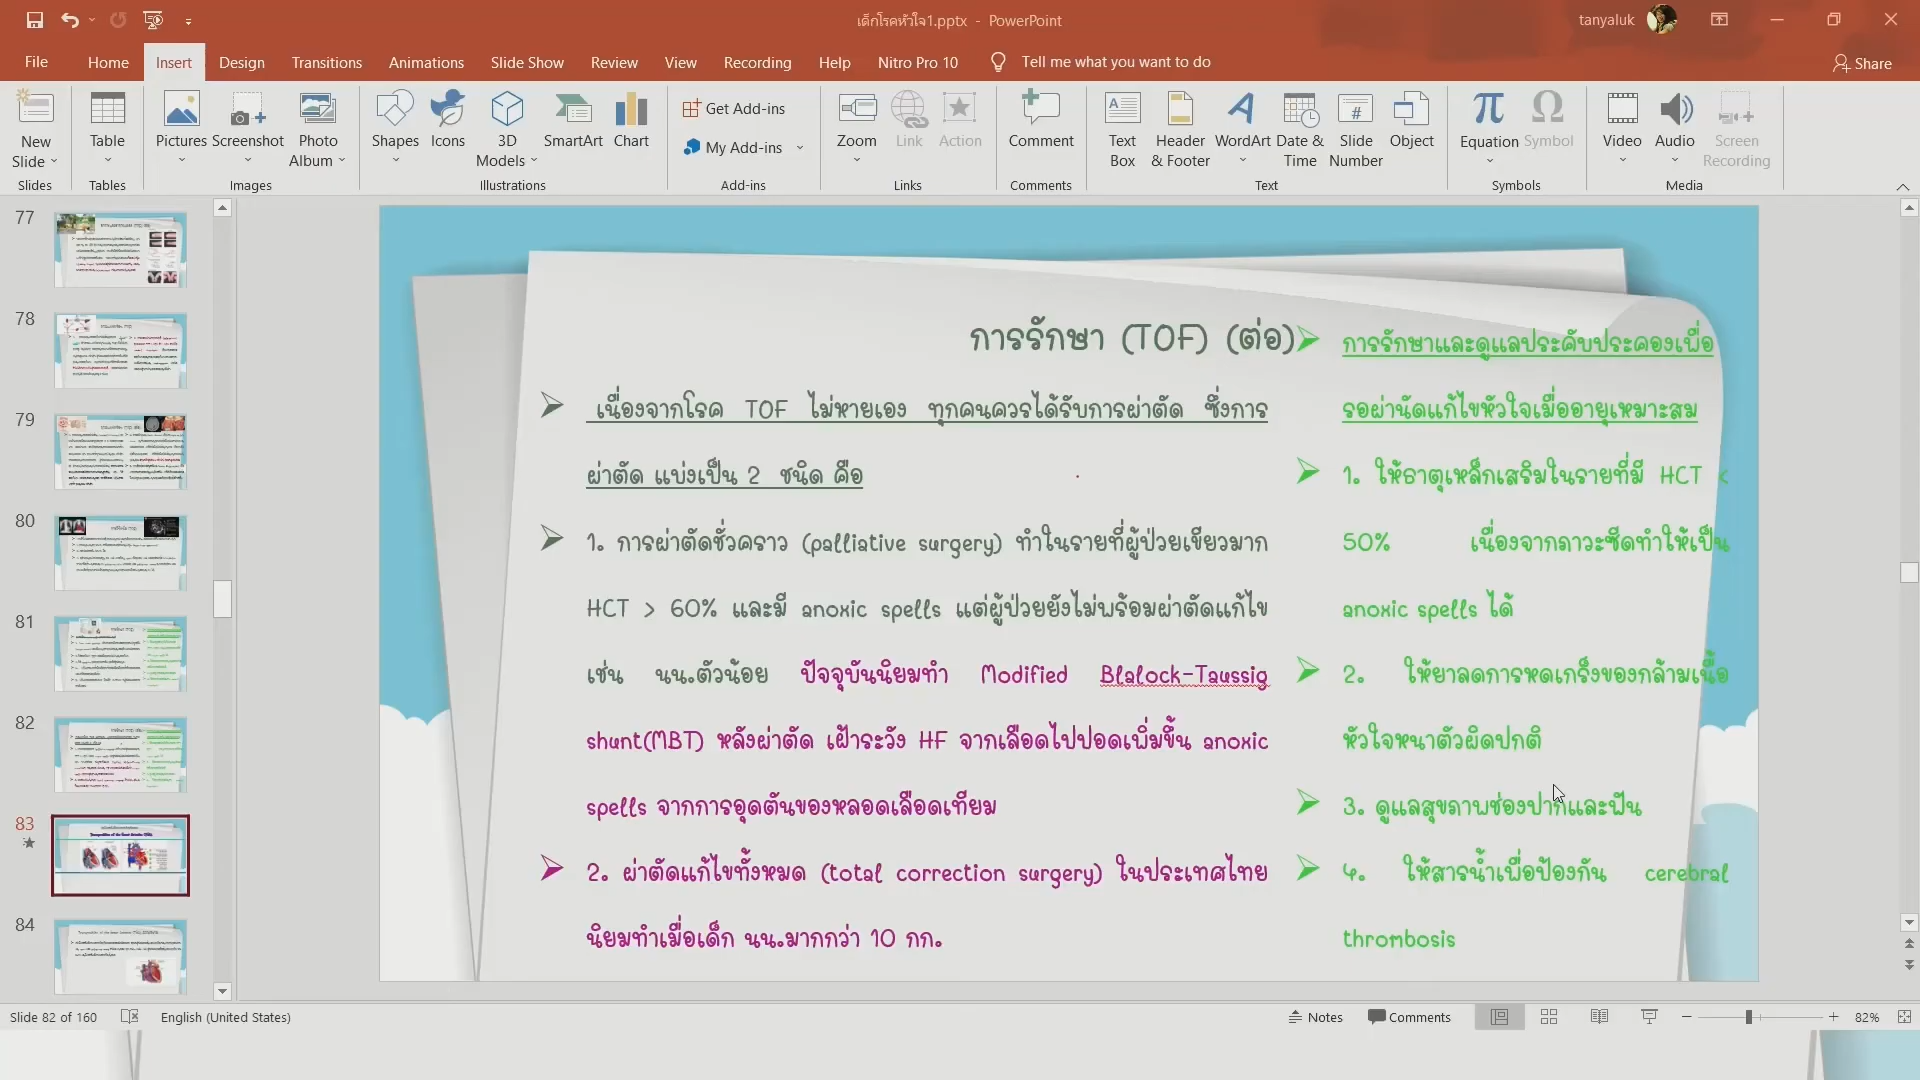 เด็กโรคหัวใจ1.pptx - PowerPoint
tanyaluk
File Home Insert Design Transitions Animations Slide Show Review View Recording Help Nitro Pro 10 Tell me what you want to do Share
New Slide
Table
Pictures
Screenshot
Photo Album
Shapes
Icons
3D Models
SmartArt
Chart
Get Add-ins
My Add-ins
Zoom
Link
Action
Comment
Text Box
Header & Footer
WordArt
Date & Time
Slide Number
Object
Equation
Symbol
Video
Audio
Screen Recording
Slides Tables Images Illustrations Add-ins Links Comments Text Symbols Media
77
78
79
80
81
82
83
84
การรักษา (TOF) (ต่อ)
เนื่องจากโรค TOF ไม่หายเอง ทุกคนควรได้รับการผ่าตัด ซึ่งการ
ผ่าตัด แบ่งเป็น 2 ชนิด คือ
1. การผ่าตัดชั่วคราว (palliative surgery) ทำในรายที่ผู้ป่วยเขียวมาก
HCT > 60% และมี anoxic spells แต่ผู้ป่วยยังไม่พร้อมผ่าตัดแก้ไข
เช่น นน.ตัวน้อย ปัจจุบันนิยมทำ Modified Blalock-Taussig
shunt(MBT) หลังผ่าตัด เฝ้าระวัง HF จากเลือดไปปอดเพิ่มขึ้น anoxic
spells จากการอุดตันของหลอดเลือดเทียม
2. ผ่าตัดแก้ไขทั้งหมด (total correction surgery) ในประเทศไทย
นิยมทำเมื่อเด็ก นน.มากกว่า 10 กก.
การรักษาและดูแลประคับประคองเพื่อ
รอผ่านัดแก้ไขหัวใจเมื่ออายุเหมาะสม
1. ให้ธาตุเหล็กเสริมในรายที่มี HCT <
50% เนื่องจากภาวะซีดทำให้เป็น
anoxic spells ได้
2. ให้ยาลดการหดเกร็งของกล้ามเนื้อ
หัวใจหนาตัวผิดปกติ
3. ดูแลสุขภาพช่องปากและฟัน
4. ให้สารน้ำเพื่อป้องกัน cerebral
thrombosis
Slide 82 of 160 English (United States) Notes Comments 82%